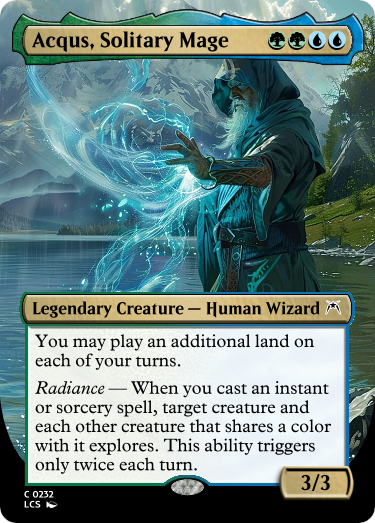 Acqus, Solitary Mage
Legendary Creature — Human Wizard
You may play an additional land on
each of your turns.
Radiance — When you cast an instant
or sorcery spell, target creature and
each other creature that shares a color
with it explores. This ability triggers
only twice each turn.
3/3
C 0232
LCS